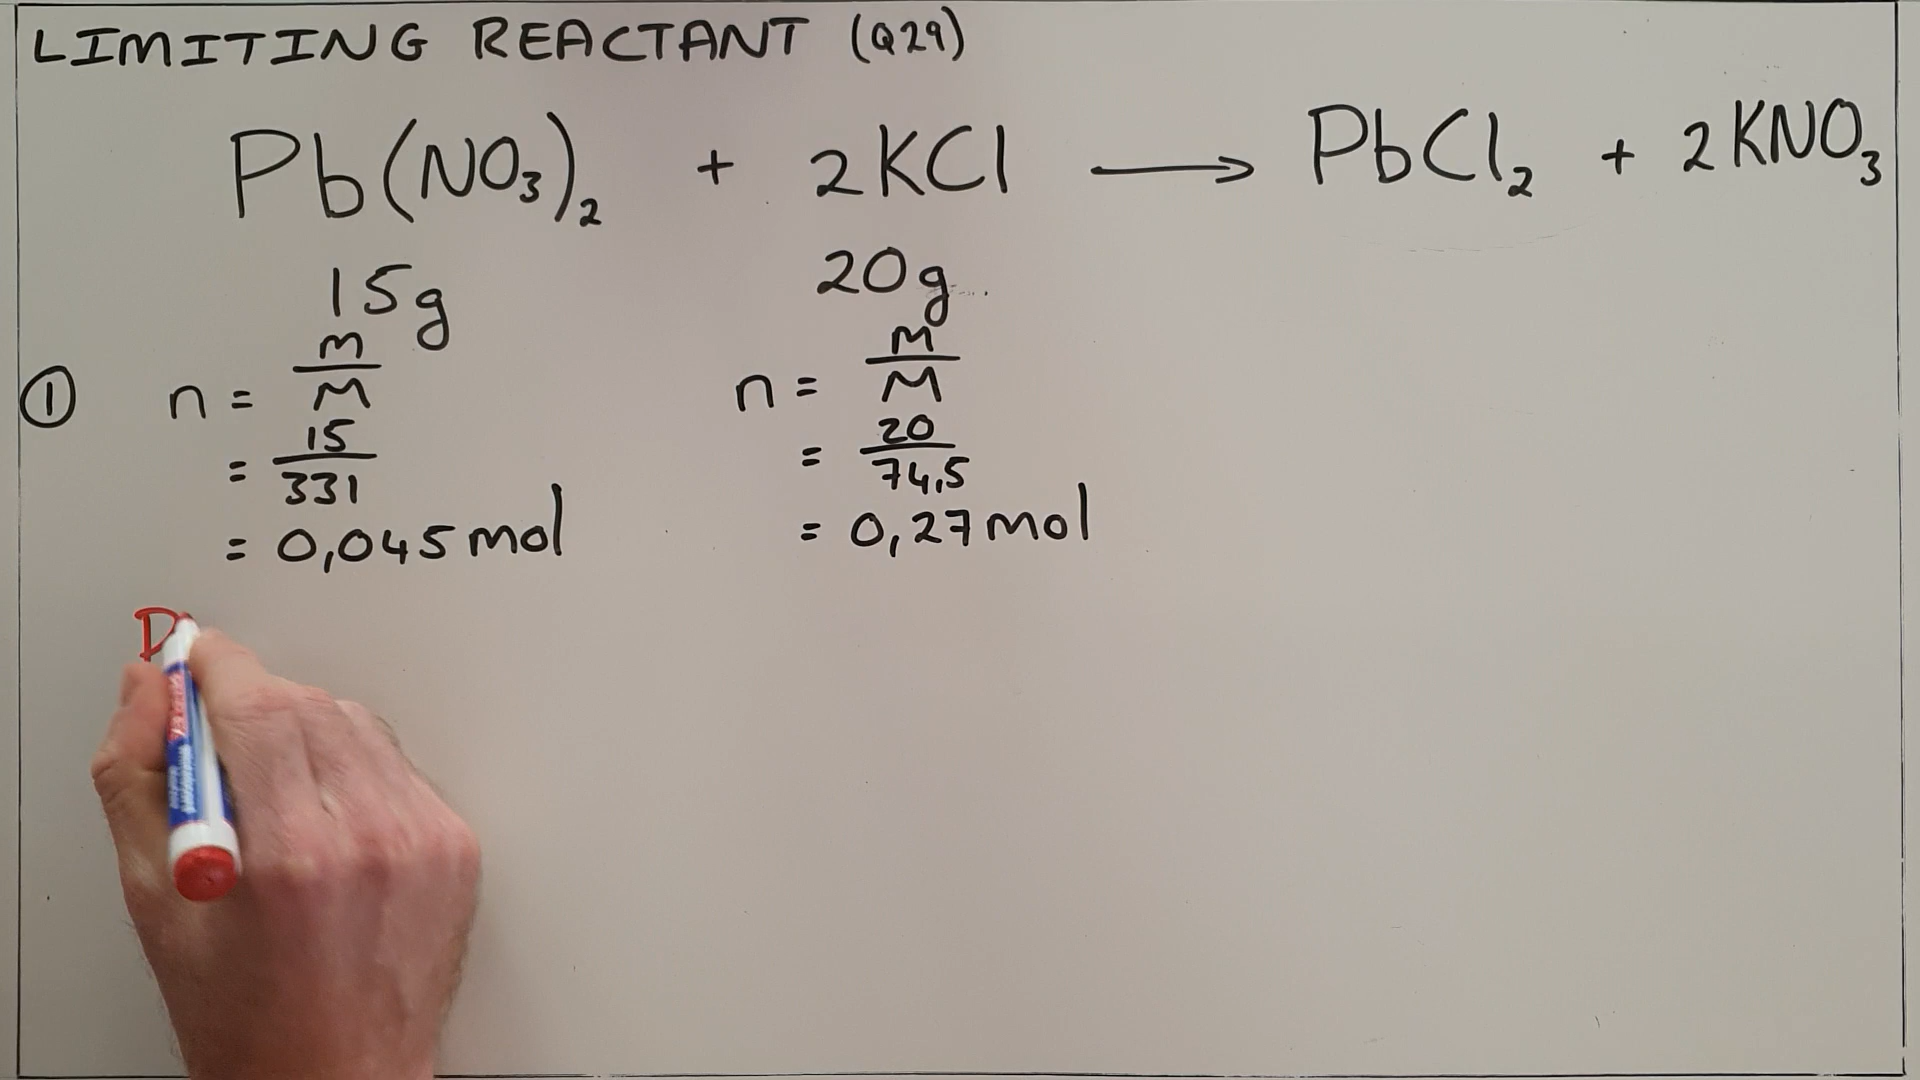 LIMITING REACTANT (Q29)
Pb(NO₃)₂ + 2KCl ⟶ PbCl₂ + 2KNO₃
15g 20g
① n = m/M n = m/M
= 15/331 = 20/74,5
= 0,045 mol = 0,27 mol